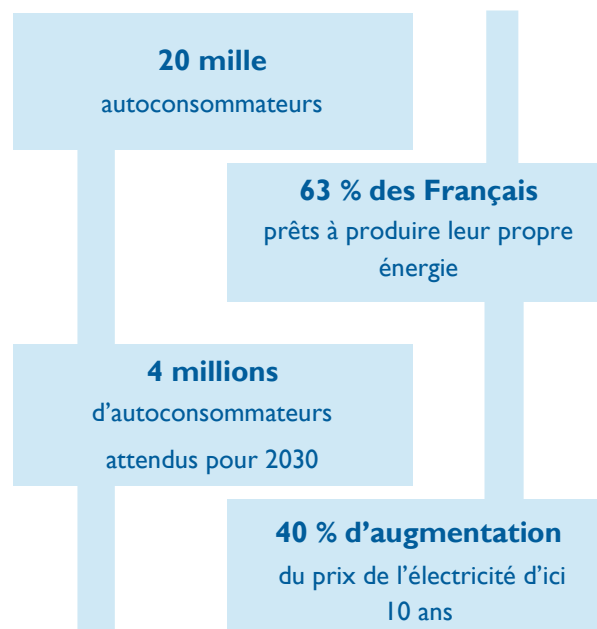 20 mille
autoconsommateurs
63 % des Français
prêts à produire leur propre
énergie
4 millions
d’autoconsommateurs
attendus pour 2030
40 % d’augmentation
du prix de l’électricité d’ici
10 ans